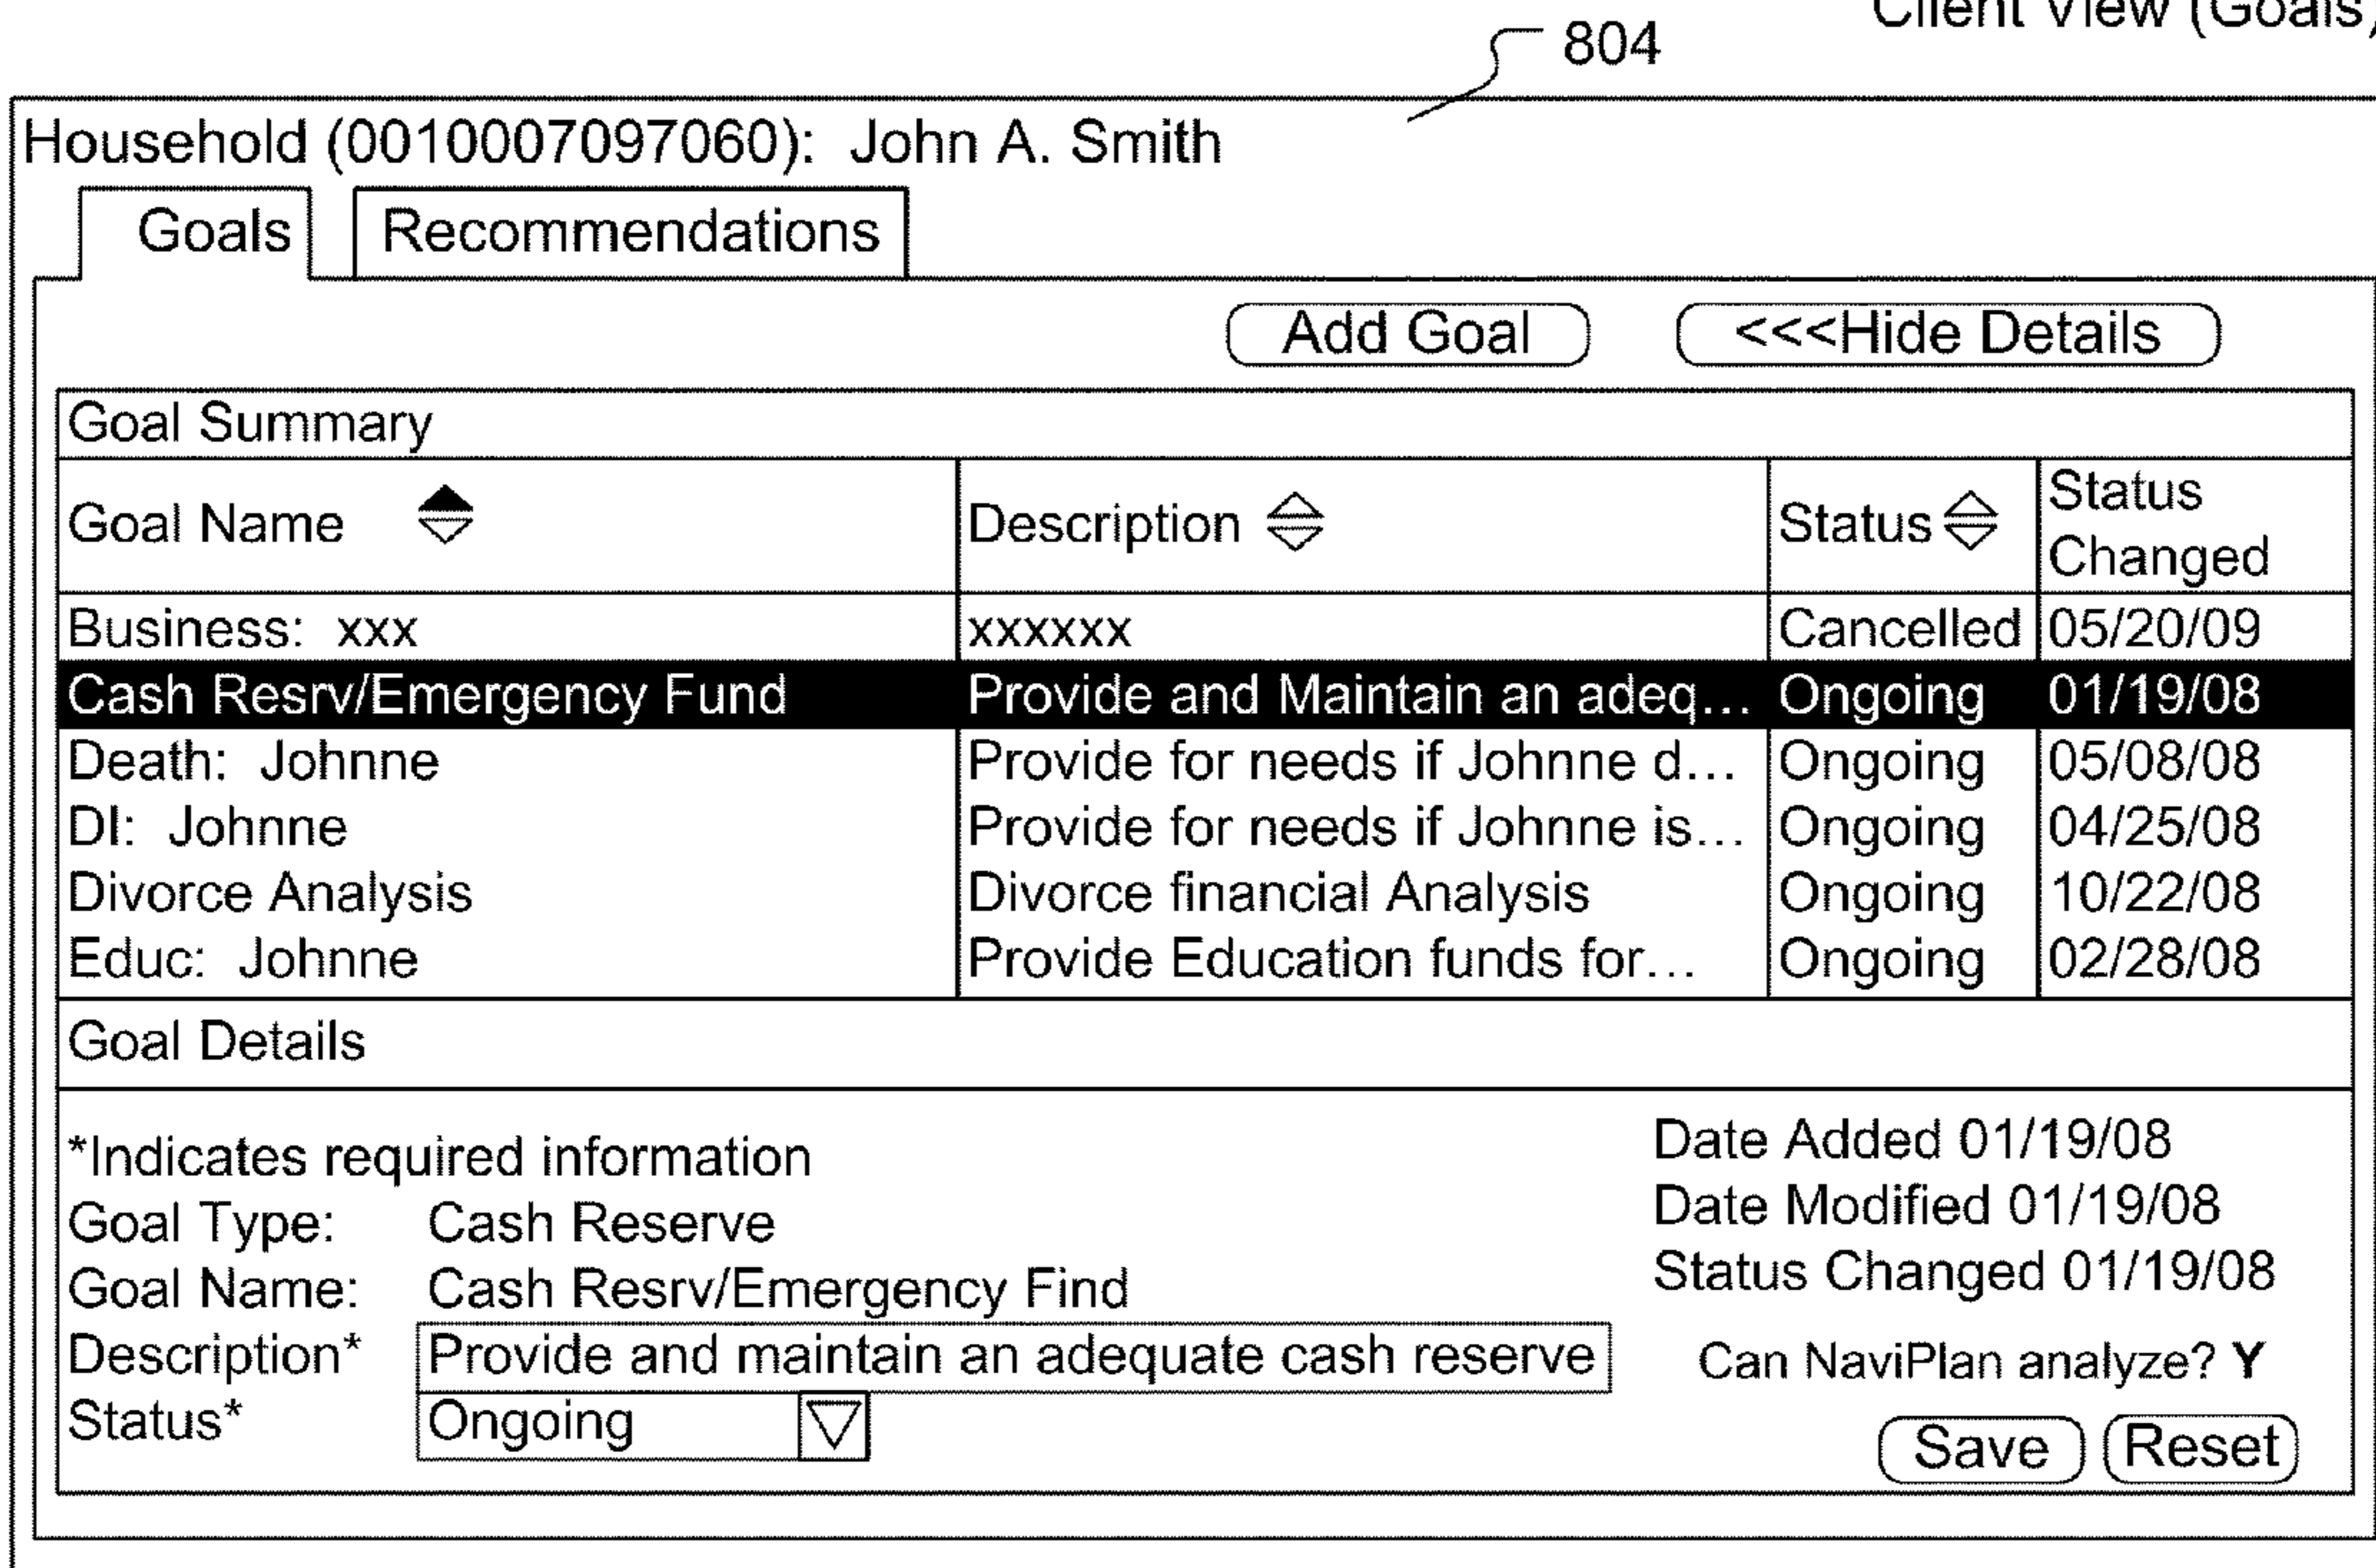 Client View (Goals)
804
Household (0010007097060): John A. Smith
Goals Recommendations
Add Goal <<<Hide Details
Goal Summary
Goal Name Description Status Status Changed
Business: xxx xxxxxx Cancelled 05/20/09
Cash Resrv/Emergency Fund Provide and Maintain an adeq... Ongoing 01/19/08
Death: Johnne Provide for needs if Johnne d... Ongoing 05/08/08
DI: Johnne Provide for needs if Johnne is... Ongoing 04/25/08
Divorce Analysis Divorce financial Analysis Ongoing 10/22/08
Educ: Johnne Provide Education funds for... Ongoing 02/28/08
Goal Details
*Indicates required information Date Added 01/19/08
Goal Type: Cash Reserve Date Modified 01/19/08
Goal Name: Cash Resrv/Emergency Find Status Changed 01/19/08
Description* Provide and maintain an adequate cash reserve Can NaviPlan analyze? Y
Status* Ongoing Save Reset